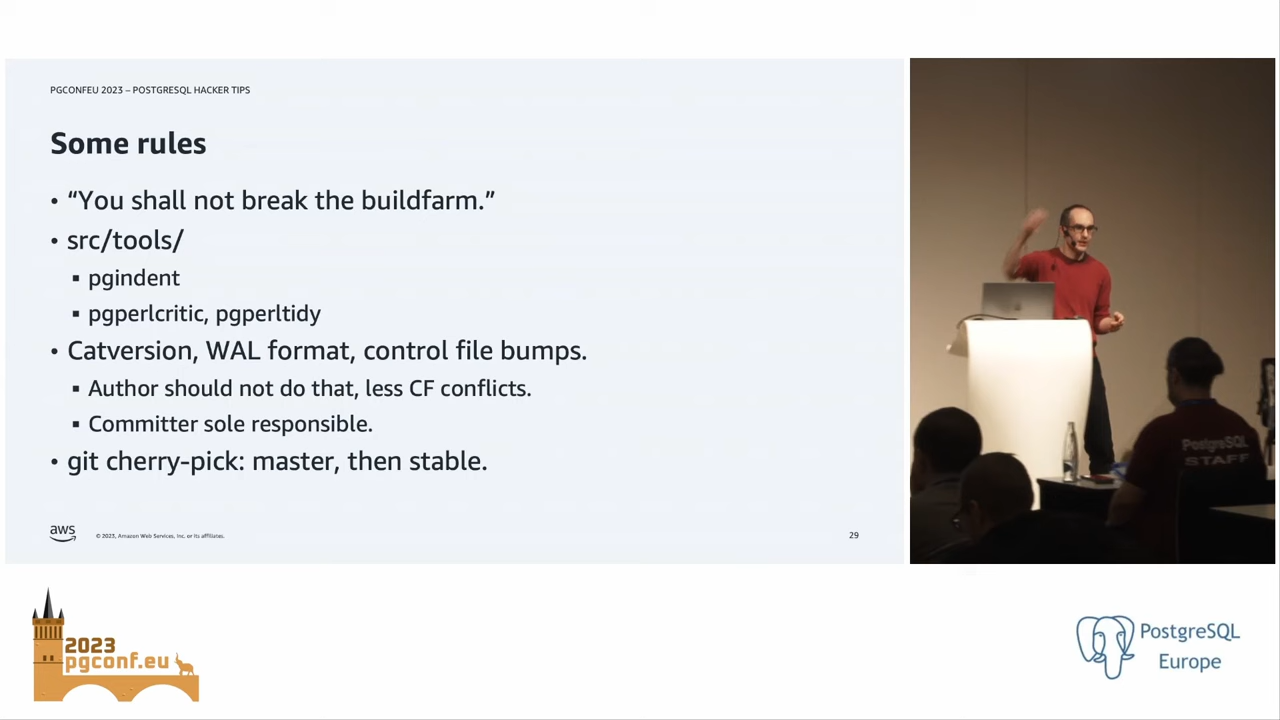 PGCONFEU 2023 – POSTGRESQL HACKER TIPS
Some rules
• “You shall not break the buildfarm.”
• src/tools/
▪ pgindent
▪ pgperlcritic, pgperltidy
• Catversion, WAL format, control file bumps.
▪ Author should not do that, less CF conflicts.
▪ Committer sole responsible.
• git cherry-pick: master, then stable.
aws
© 2023, Amazon Web Services, Inc. or its affiliates.
29
PostgreSQL
STAFF
2023
pgconf.eu
PostgreSQL
Europe